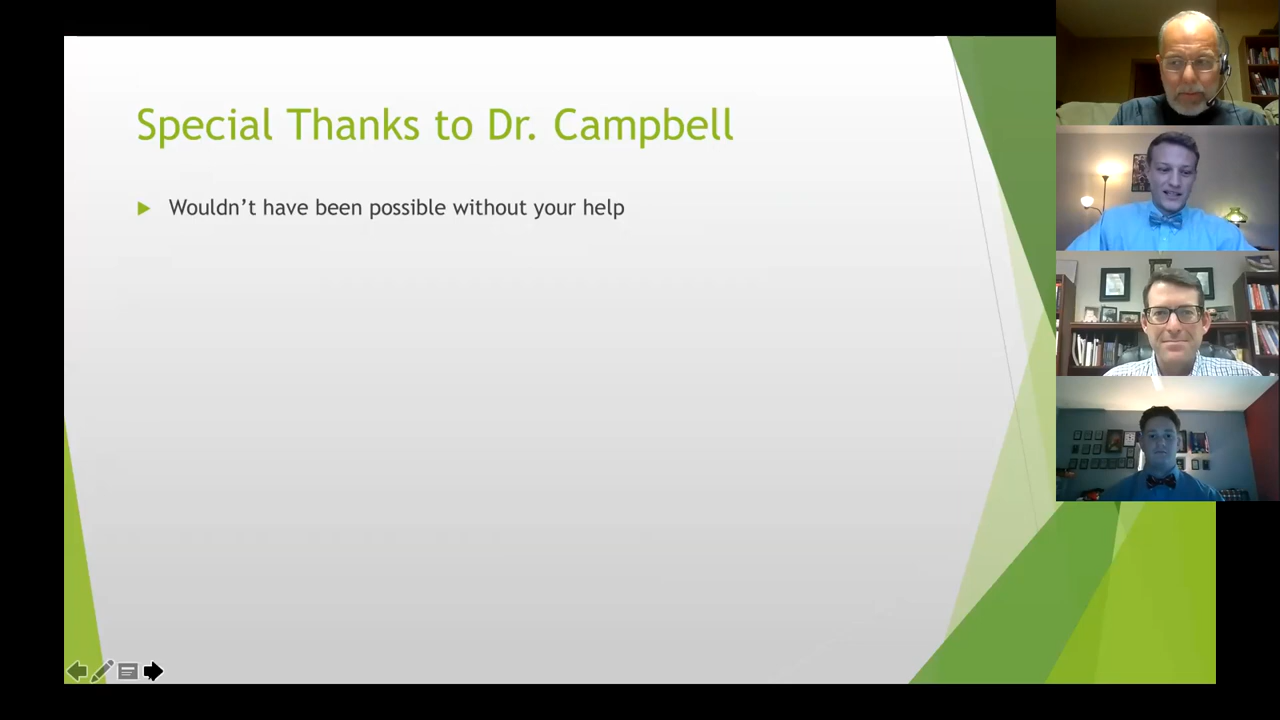 Special Thanks to Dr. Campbell
Wouldn’t have been possible without your help